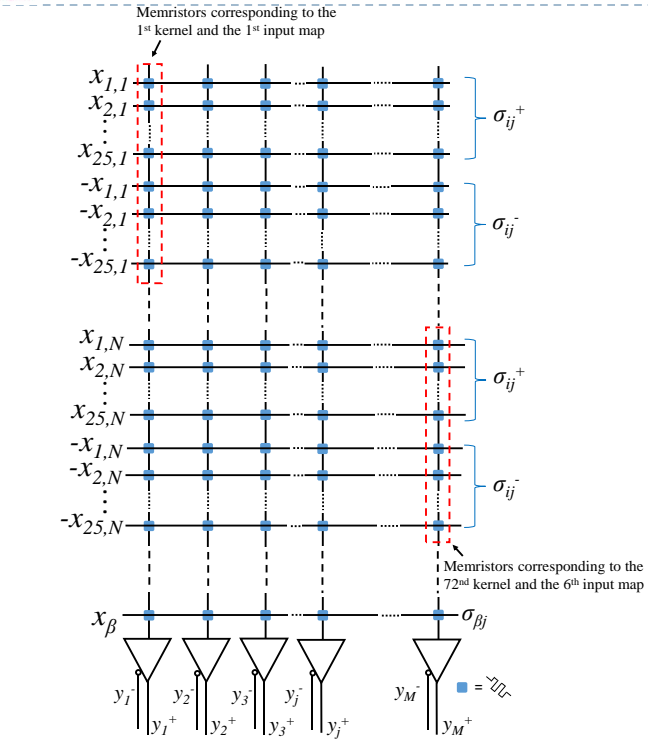 Memristors corresponding to the
1st kernel and the 1st input map
x1,1
x2,1
x25,1
-x1,1
-x2,1
-x25,1
σij+
σij-
x1,N
x2,N
x25,N
-x1,N
-x2,N
-x25,N
σij+
σij-
Memristors corresponding to the
72nd kernel and the 6th input map
xβ
σβj
y1- y2- y3- yj- yM-
=
y1+ y2+ y3+ yj+ yM+